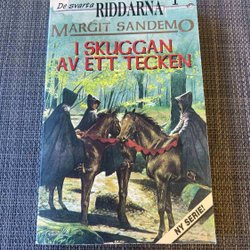 De svarta
RIDDARNA 1
MARGIT SANDEMO
I SKUGGAN
AV ETT TECKEN
NY SERIE!